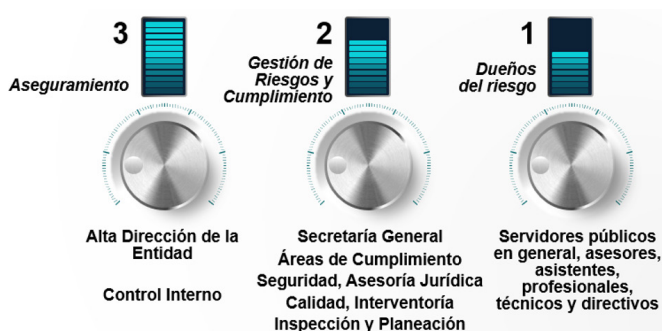 3
Aseguramiento
Alta Dirección de la
Entidad
Control Interno
2
Gestión de
Riesgos y
Cumplimiento
Secretaría General
Áreas de Cumplimiento
Seguridad, Asesoría Jurídica
Calidad, Interventoría
Inspección y Planeación
1
Dueños
del riesgo
Servidores públicos
en general, asesores,
asistentes,
profesionales,
técnicos y directivos